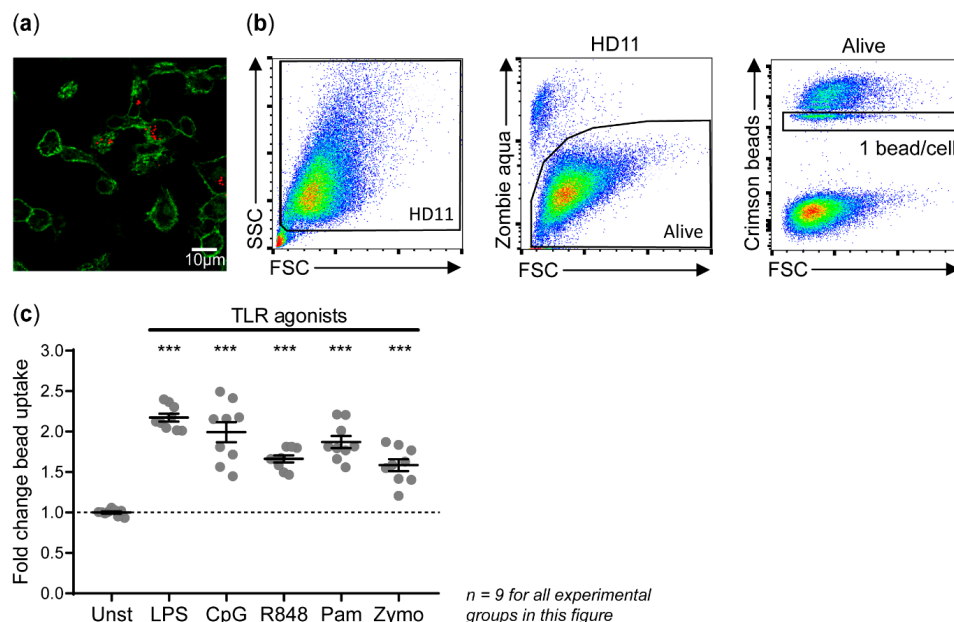 (a)
10μm
(b)
SSC
HD11
FSC
HD11
Zombie aqua
Alive
FSC
Alive
Crimson beads
1 bead/cell
FSC
(c)
TLR agonists
*** *** *** *** ***
Fold change bead uptake
3.0
2.5
2.0
1.5
1.0
0.5
0.0
Unst LPS CpG R848 Pam Zymo
n = 9 for all experimental
groups in this figure